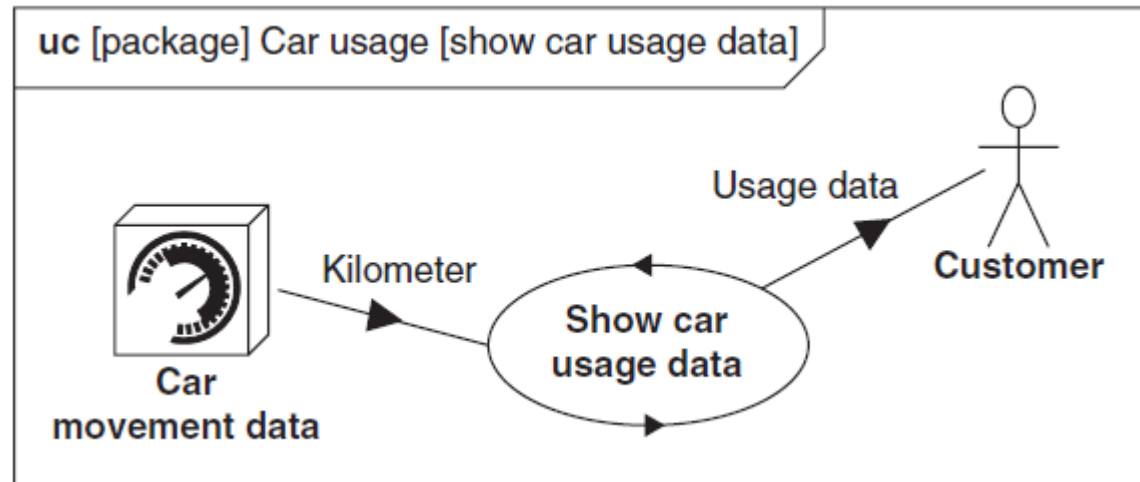 uc [package] Car usage [show car usage data]
Usage data
Customer
Kilometer
Show car
usage data
Car
movement data